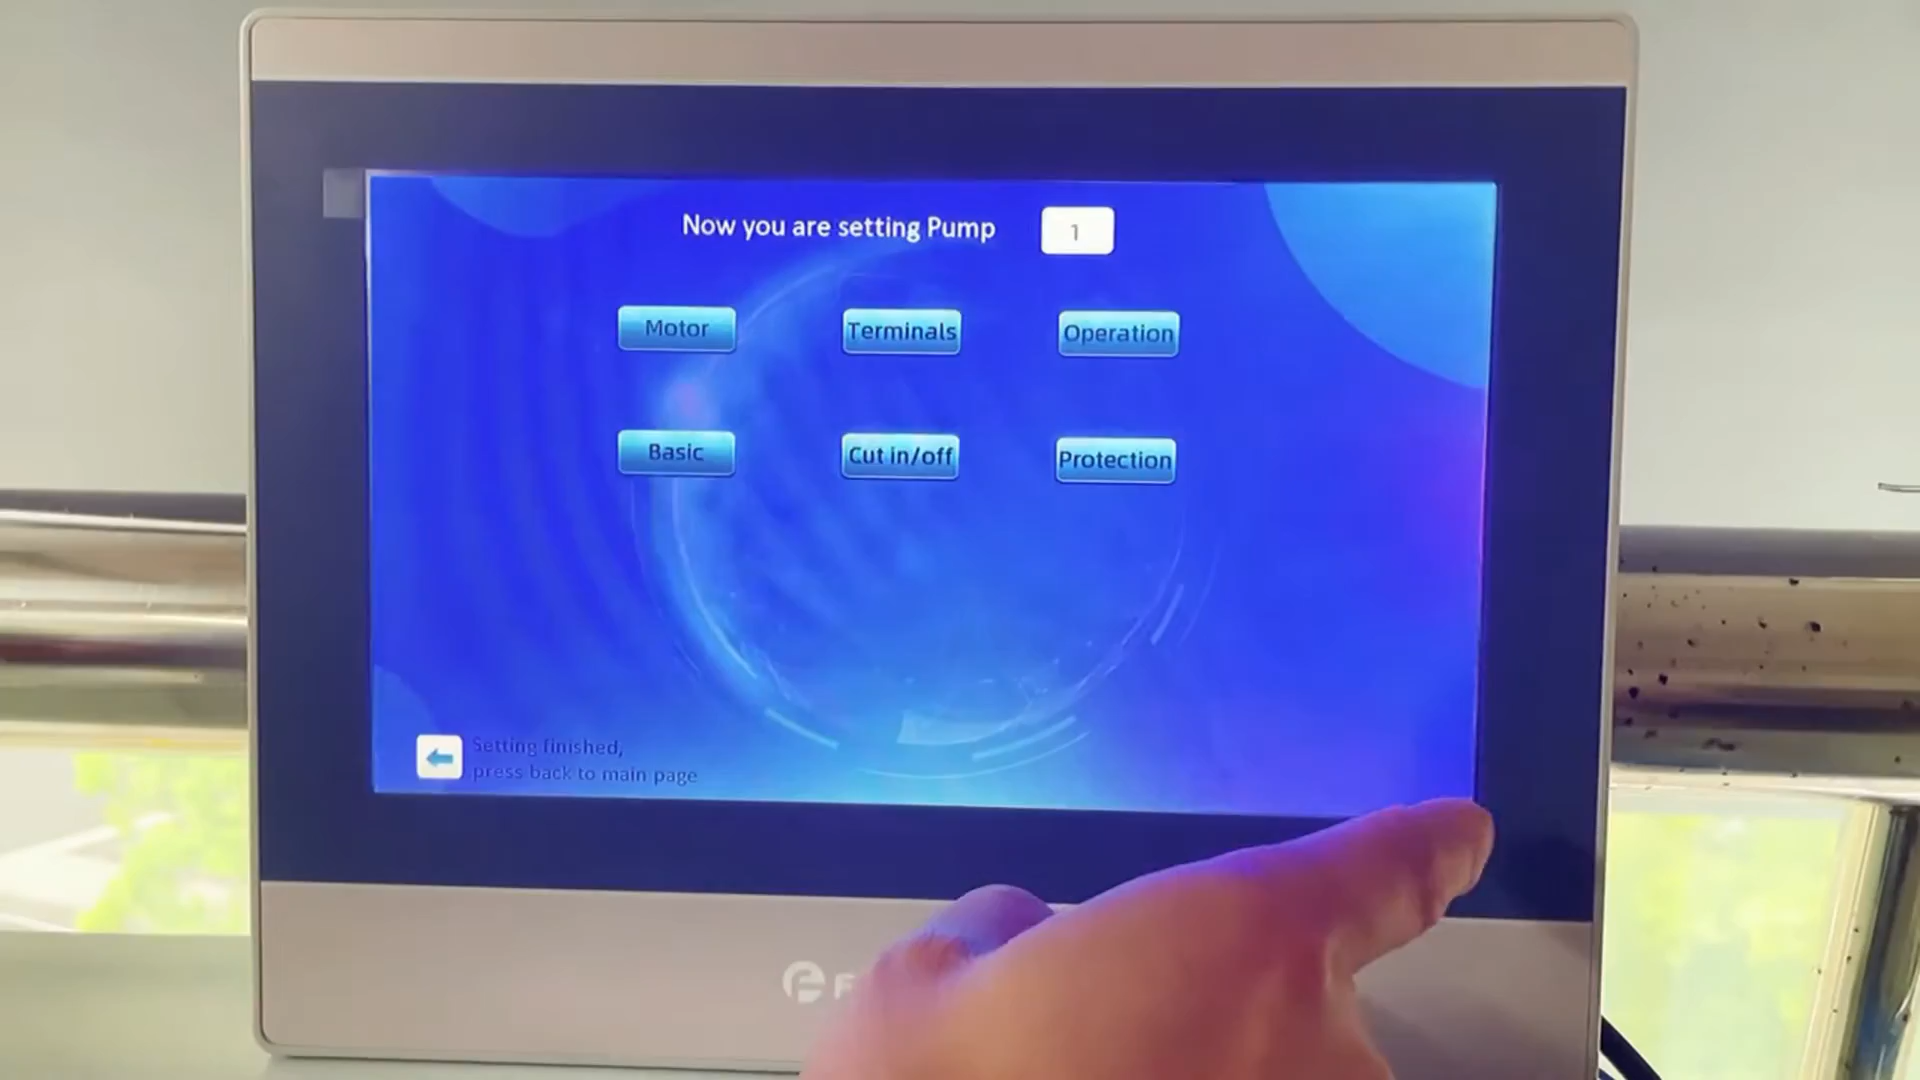 Now you are setting Pump 1
Motor Terminals Operation
Basic Cut in/off Protection
Setting finished,
press back to main page